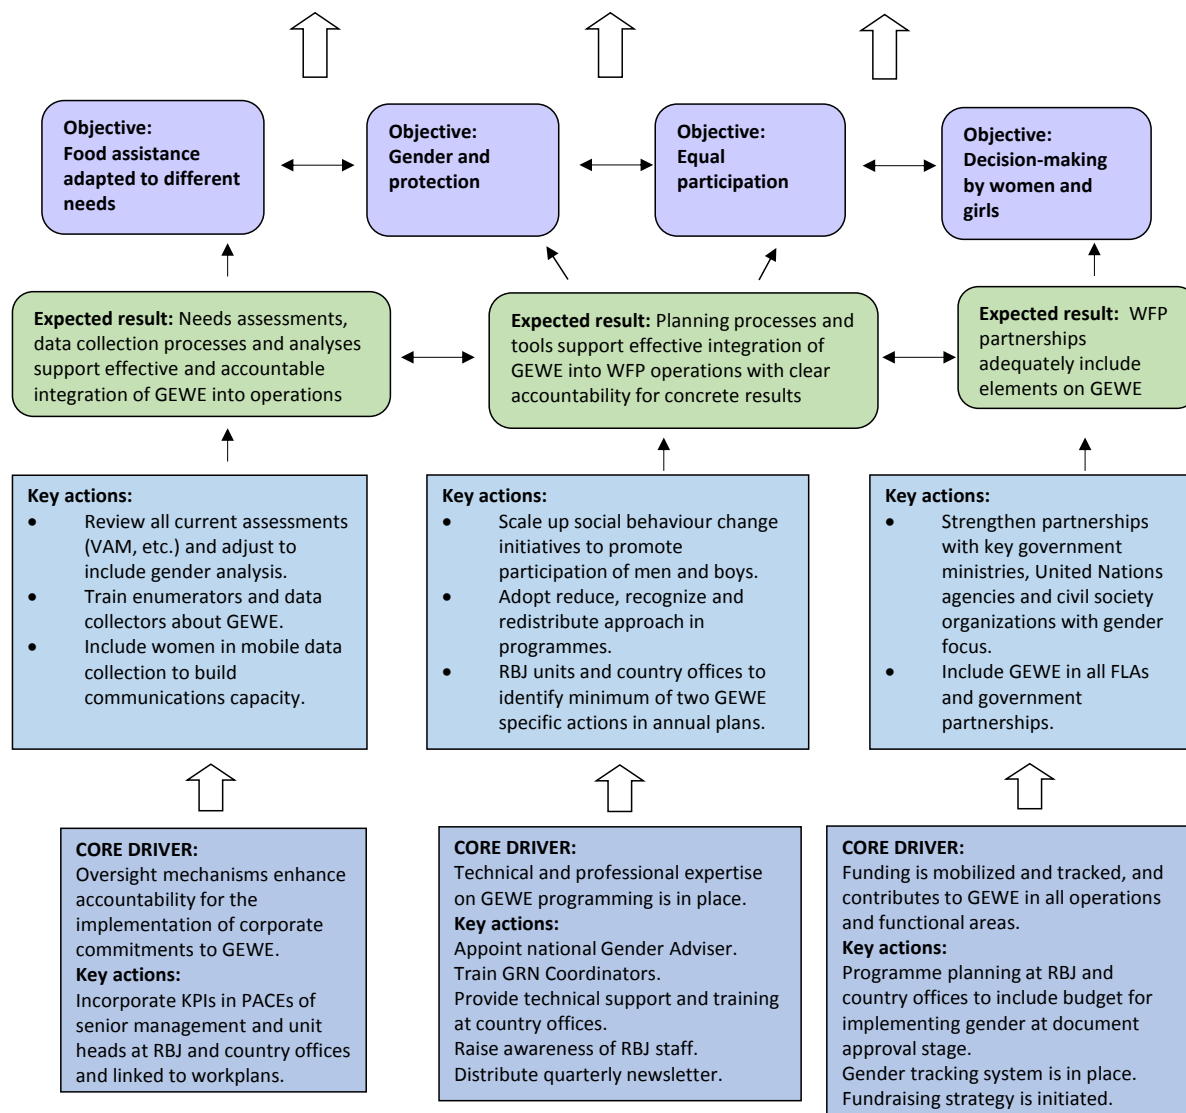 Objective:
Food assistance
adapted to different
needs
Objective:
Gender and
protection
Objective:
Equal
participation
Objective:
Decision-making
by women and
girls
Expected result: Needs assessments,
data collection processes and analyses
support effective and accountable
integration of GEWE into operations
Expected result: Planning processes and
tools support effective integration of
GEWE into WFP operations with clear
accountability for concrete results
Expected result:  WFP
partnerships
adequately include
elements on GEWE
Key actions:
• Review all current assessments
(VAM, etc.) and adjust to
include gender analysis.
• Train enumerators and data
collectors about GEWE.
• Include women in mobile data
collection to build
communications capacity.
Key actions:
• Scale up social behaviour change
initiatives to promote
participation of men and boys.
• Adopt reduce, recognize and
redistribute approach in
programmes.
• RBJ units and country offices to
identify minimum of two GEWE
specific actions in annual plans.
Key actions:
• Strengthen partnerships
with key government
ministries, United Nations
agencies and civil society
organizations with gender
focus.
• Include GEWE in all FLAs
and government
partnerships.
CORE DRIVER:
Oversight mechanisms enhance
accountability for the
implementation of corporate
commitments to GEWE.
Key actions:
Incorporate KPIs in PACEs of
senior management and unit
heads at RBJ and country offices
and linked to workplans.
CORE DRIVER:
Technical and professional expertise
on GEWE programming is in place.
Key actions:
Appoint national Gender Adviser.
Train GRN Coordinators.
Provide technical support and training
at country offices.
Raise awareness of RBJ staff.
Distribute quarterly newsletter.
CORE DRIVER:
Funding is mobilized and tracked, and
contributes to GEWE in all operations
and functional areas.
Key actions:
Programme planning at RBJ and
country offices to include budget for
implementing gender at document
approval stage.
Gender tracking system is in place.
Fundraising strategy is initiated.